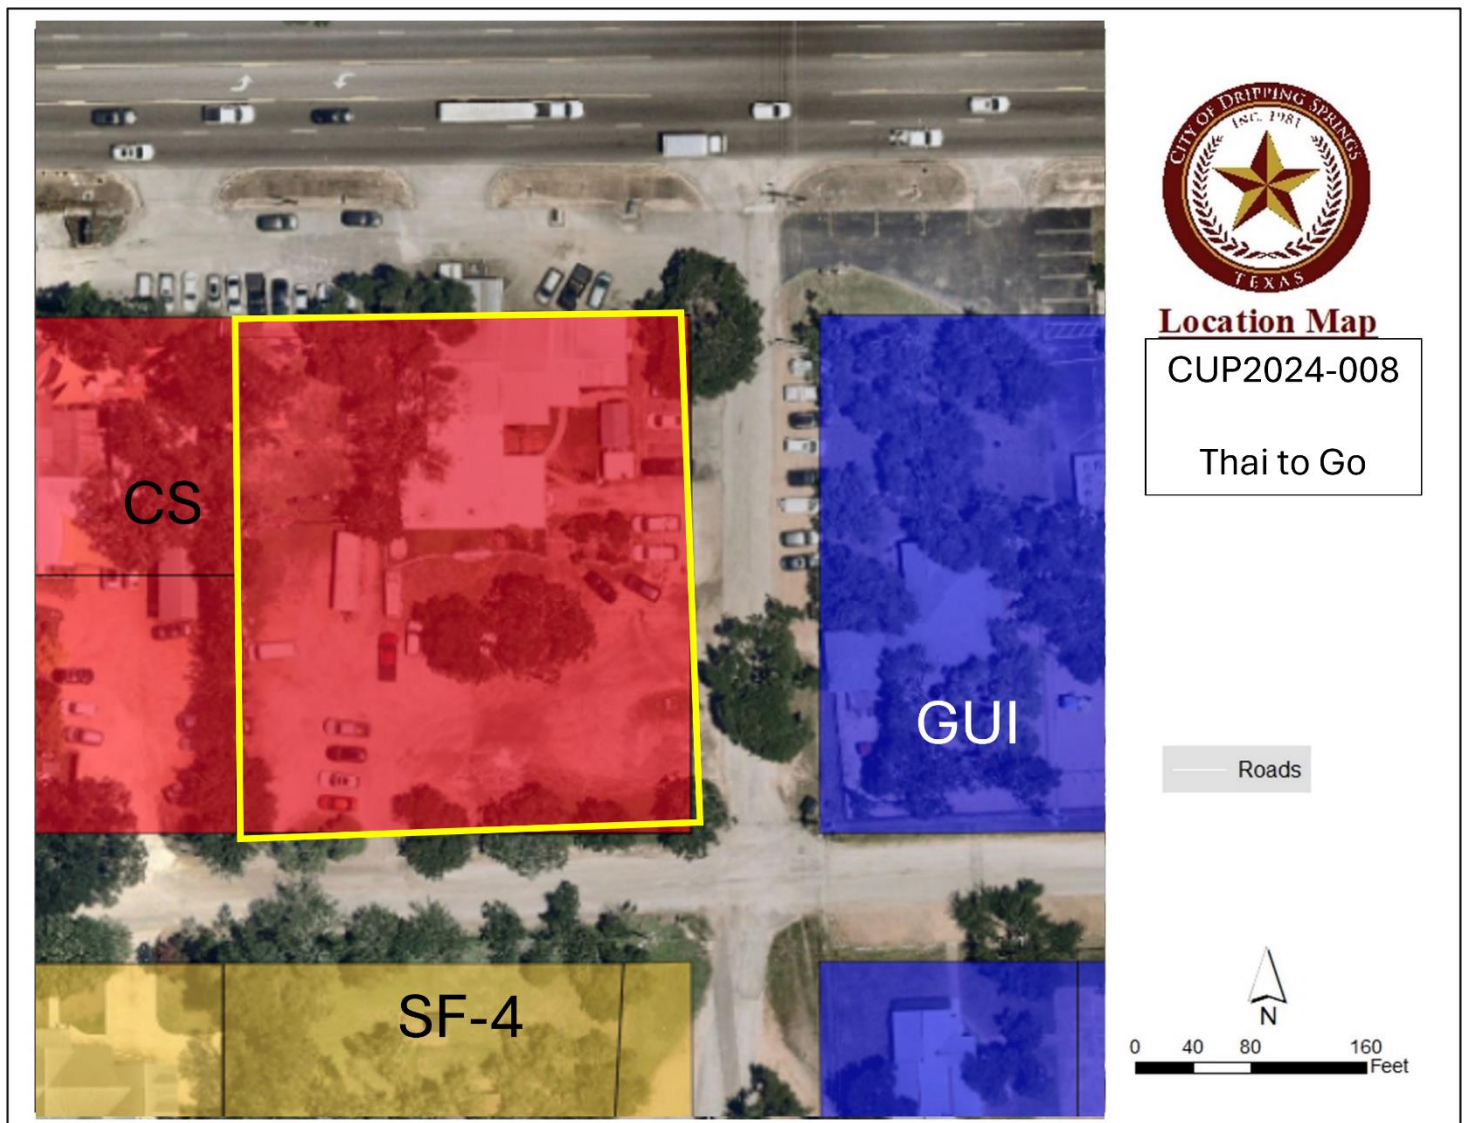 CITY OF DRIPPING SPRINGS
INC. 1981
TEXAS
Location Map
CUP2024-008
Thai to Go
CS
GUI
SF-4
Roads
N
0 40 80 160
Feet